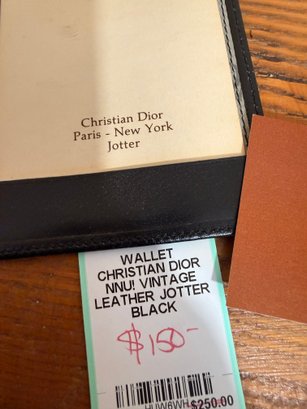 Christian Dior
Paris - New York
Jotter
WALLET
CHRISTIAN DIOR
NNU! VINTAGE
LEATHER JOTTER
BLACK
$150-
$250.00